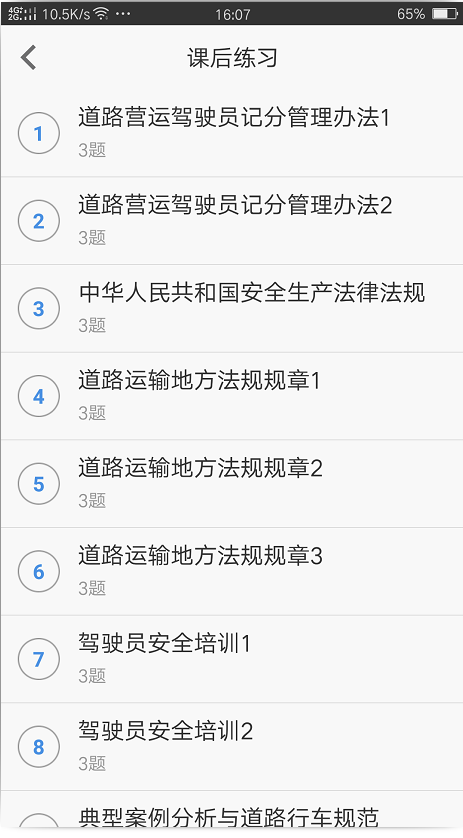 4G 2G 10.5K/s ··· 16:07 65%
课后练习
1 道路营运驾驶员记分管理办法1
3题
2 道路营运驾驶员记分管理办法2
3题
3 中华人民共和国安全生产法律法规
3题
4 道路运输地方法规规章1
3题
5 道路运输地方法规规章2
3题
6 道路运输地方法规规章3
3题
7 驾驶员安全培训1
3题
8 驾驶员安全培训2
3题
典型案例分析与道路行车规范